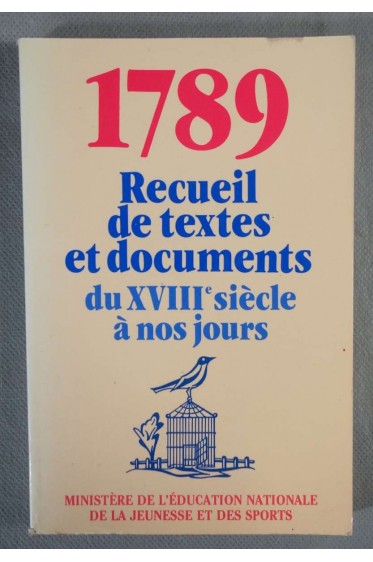 1789
Recueil
de textes
et documents
du XVIIIe siècle
à nos jours
MINISTÈRE DE L'ÉDUCATION NATIONALE
DE LA JEUNESSE ET DES SPORTS